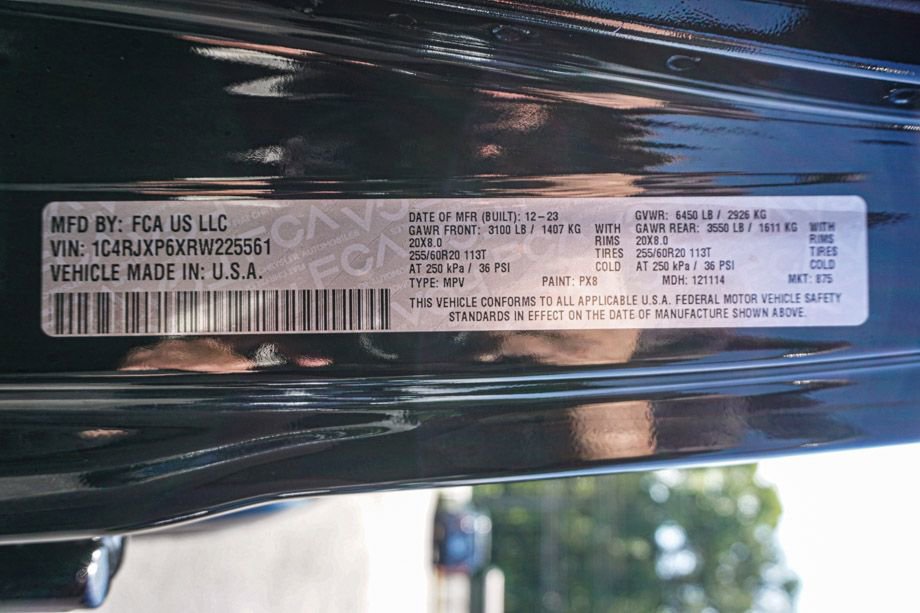 MFD BY: FCA US LLC
VIN: 1C4RJXP6XRW225561
VEHICLE MADE IN: U.S.A.
DATE OF MFR (BUILT): 12-23
GAWR FRONT: 3100 LB / 1407 KG WITH
20X8.0 RIMS
255/60R20 113T TIRES
AT 250 kPa / 36 PSI COLD
TYPE: MPV PAINT: PX8
GVWR: 6450 LB / 2926 KG
GAWR REAR: 3550 LB / 1611 KG WITH
20X8.0 RIMS
255/60R20 113T TIRES
AT 250 kPa / 36 PSI COLD
MDH: 121114 MKT: 875
THIS VEHICLE CONFORMS TO ALL APPLICABLE U.S.A. FEDERAL MOTOR VEHICLE SAFETY
STANDARDS IN EFFECT ON THE DATE OF MANUFACTURE SHOWN ABOVE.